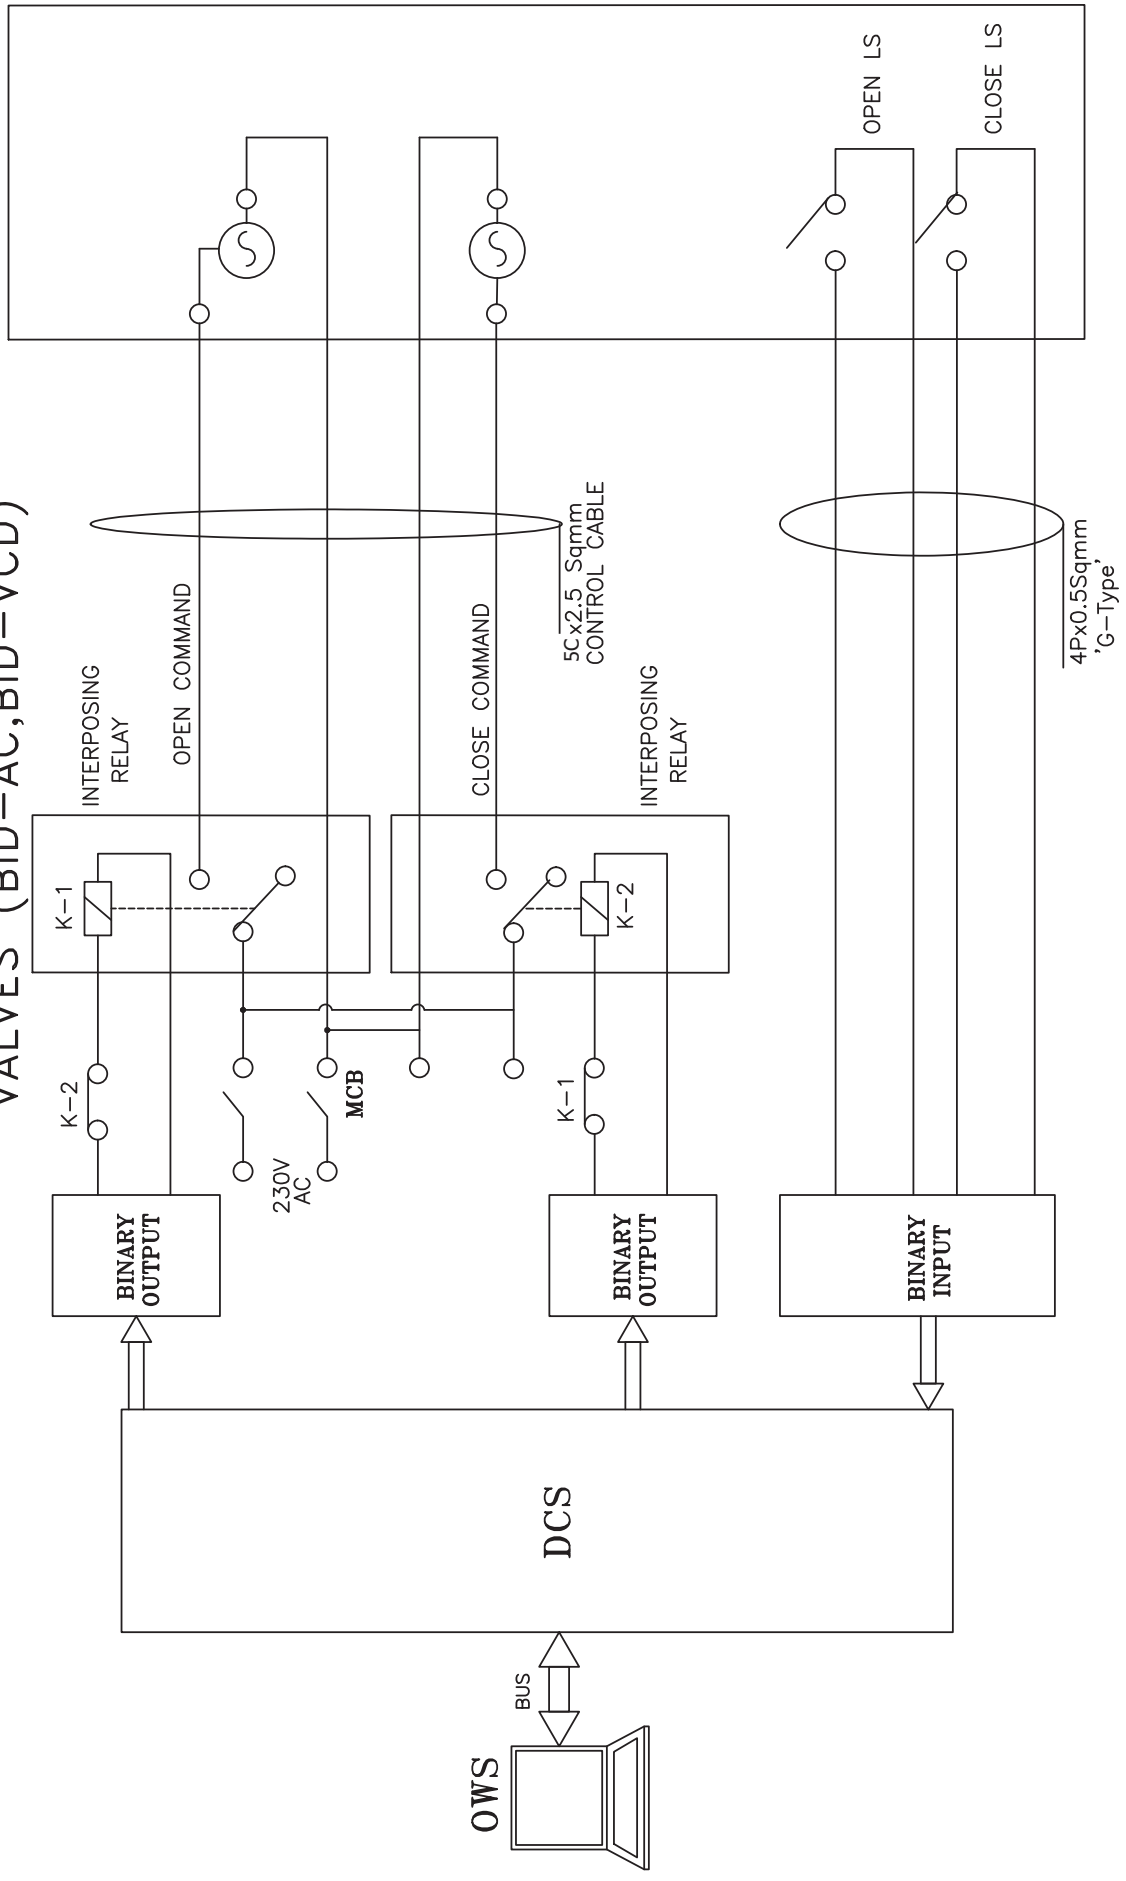 VALVES (BID-AC,BID-VCD)
OPEN LS
CLOSE LS
INTERPOSING
RELAY
OPEN COMMAND
CLOSE COMMAND
5Cx2.5 Sqmm
CONTROL CABLE
INTERPOSING
RELAY
4Px0.5Sqmm
'G-Type'
K-1
K-2
K-2
MCB
230V
AC
K-1
BINARY
OUTPUT
BINARY
OUTPUT
BINARY
INPUT
DCS
BUS
OWS